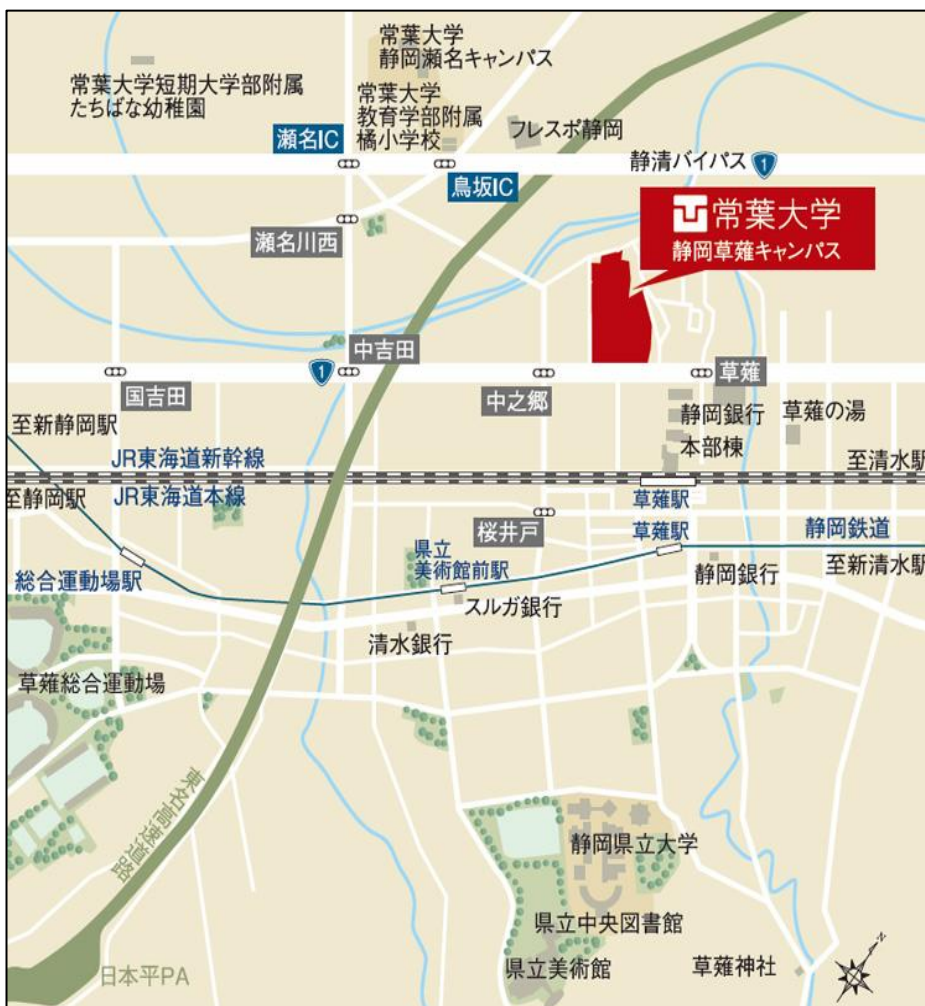 常葉大学
静岡瀬名キャンパス
常葉大学短期大学部附属
たちばな幼稚園
常葉大学
教育学部附属
橘小学校
フレスポ静岡
瀬名IC
静清バイパス
1
鳥坂IC
常葉大学
静岡草薙キャンパス
瀬名川西
中吉田
1
国吉田
中之郷
草薙
静岡銀行
本部棟
草薙の湯
至新静岡駅
JR東海道新幹線
至清水駅
至静岡駅
JR東海道本線
草薙駅
桜井戸
草薙駅
静岡鉄道
県立
美術館前駅
総合運動場駅
静岡銀行
至新清水駅
スルガ銀行
清水銀行
草薙総合運動場
東名高速道路
静岡県立大学
県立中央図書館
県立美術館
草薙神社
日本平PA
N